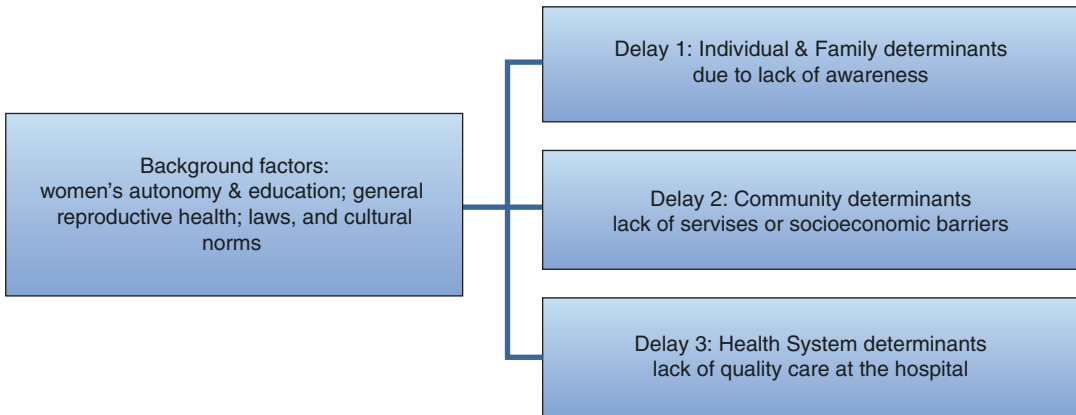 Background factors:
women's autonomy & education; general
reproductive health; laws, and cultural
norms
Delay 1: Individual & Family determinants
due to lack of awareness
Delay 2: Community determinants
lack of servises or socioeconomic barriers
Delay 3: Health System determinants
lack of quality care at the hospital